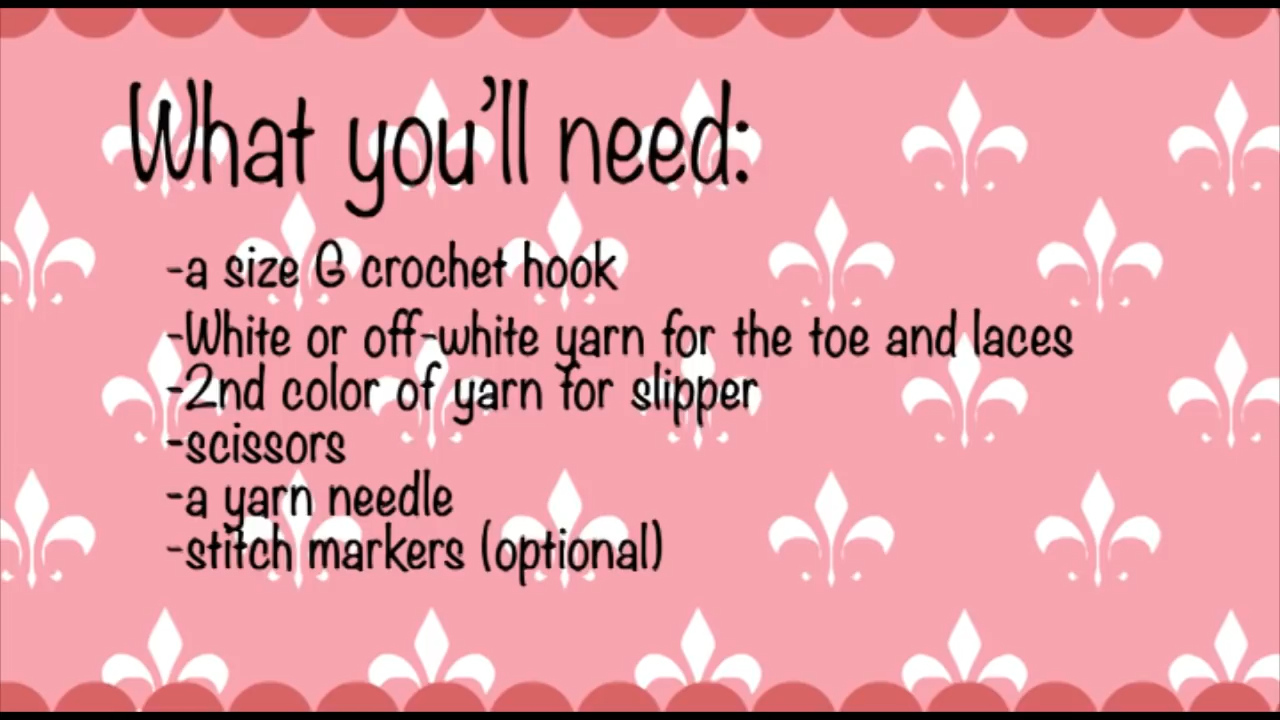 What you'll need:
-a size G crochet hook
-White or off-white yarn for the toe and laces
-2nd color of yarn for slipper
-scissors
-a yarn needle
-stitch markers (optional)